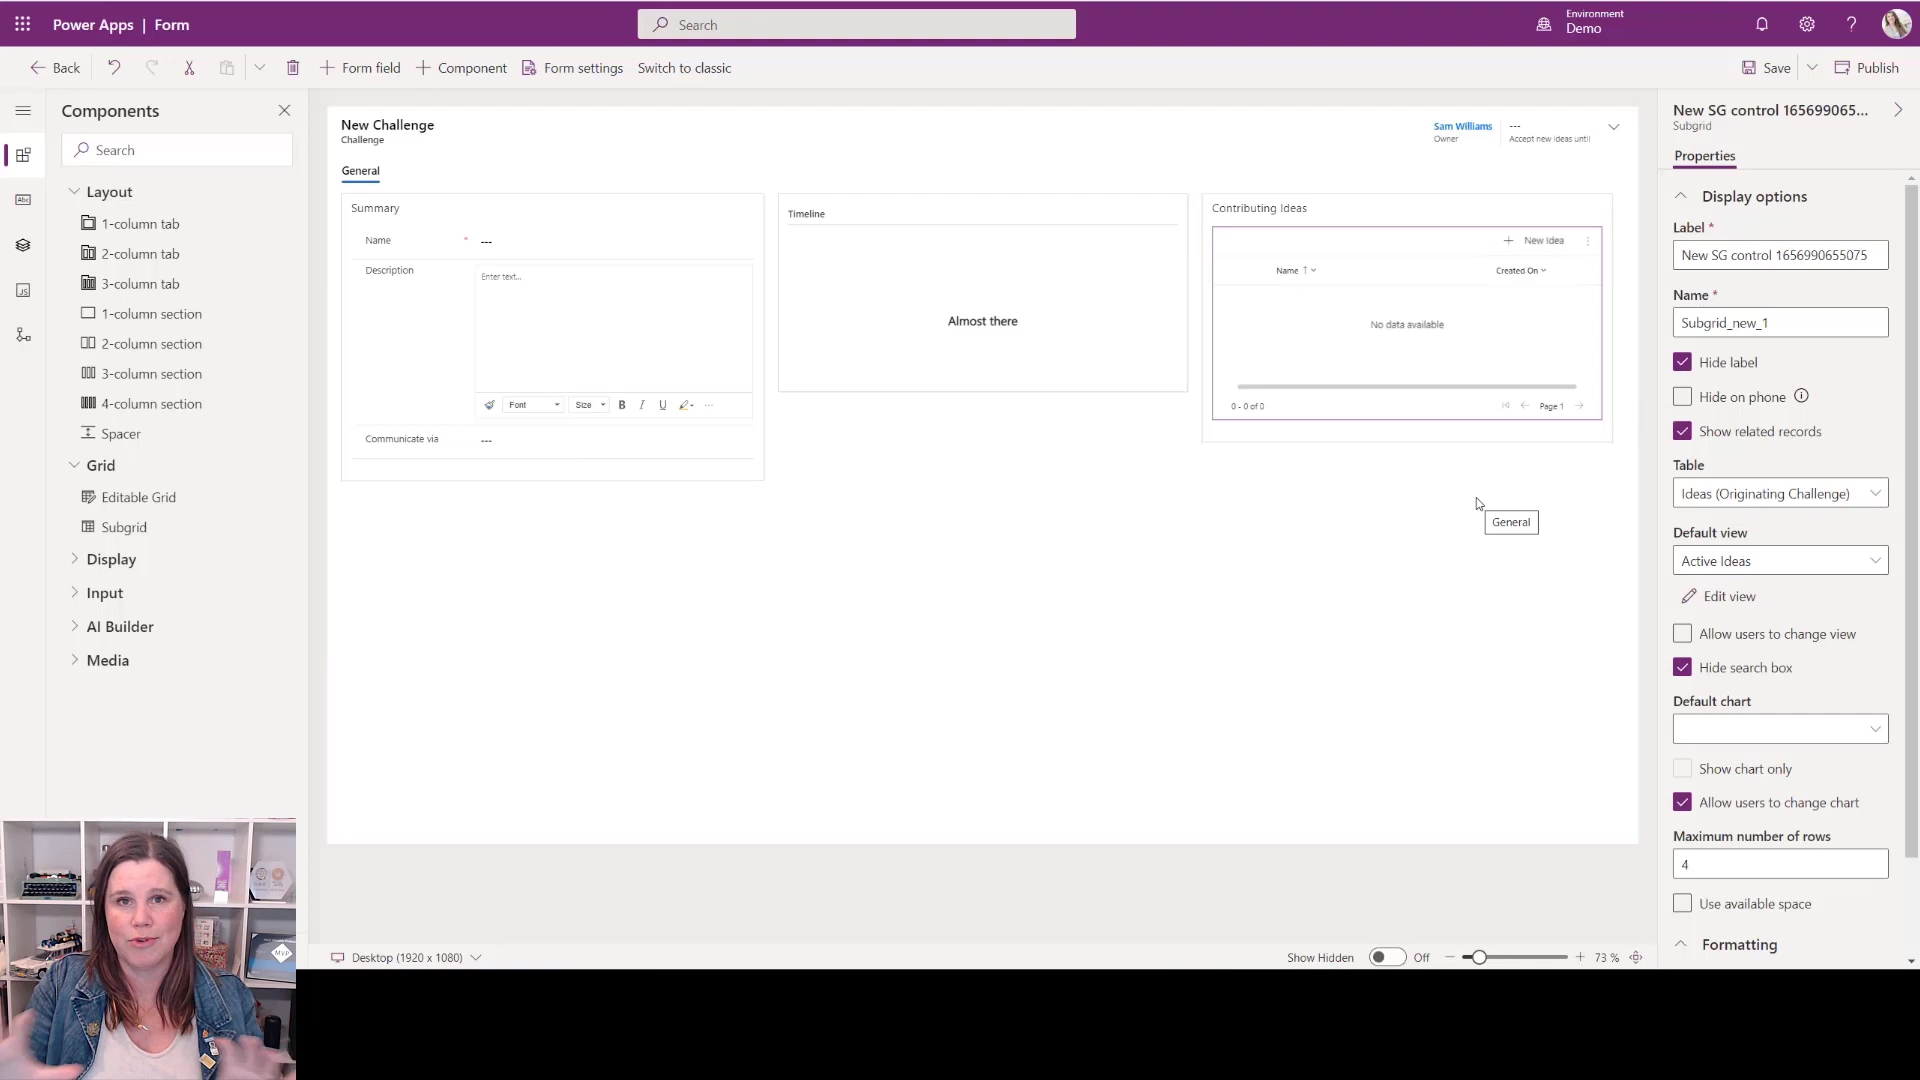 Power Apps | Form
Search
Environment
Demo
Back
Form field
Component
Form settings
Switch to classic
Save
Publish
Components
Search
Layout
1-column tab
2-column tab
3-column tab
1-column section
2-column section
3-column section
4-column section
Spacer
Grid
Editable Grid
Subgrid
Display
Input
AI Builder
Media
New Challenge
Challenge
Sam Williams
Owner
---
Accept new ideas until
General
Summary
Name * ---
Description
Enter text...
Font
Size
B I U ...
Communicate via ---
Timeline
Almost there
Contributing Ideas
New Idea
Name ↑
Created On
No data available
0 - 0 of 0
Page 1
General
New SG control 165699065...
Subgrid
Properties
Display options
Label *
New SG control 1656990655075
Name *
Subgrid_new_1
Hide label
Hide on phone
Show related records
Table
Ideas (Originating Challenge)
Default view
Active Ideas
Edit view
Allow users to change view
Hide search box
Default chart
Show chart only
Allow users to change chart
Maximum number of rows
4
Use available space
Formatting
Desktop (1920 x 1080)
Show Hidden
Off
73 %
Abc
JS
MVP